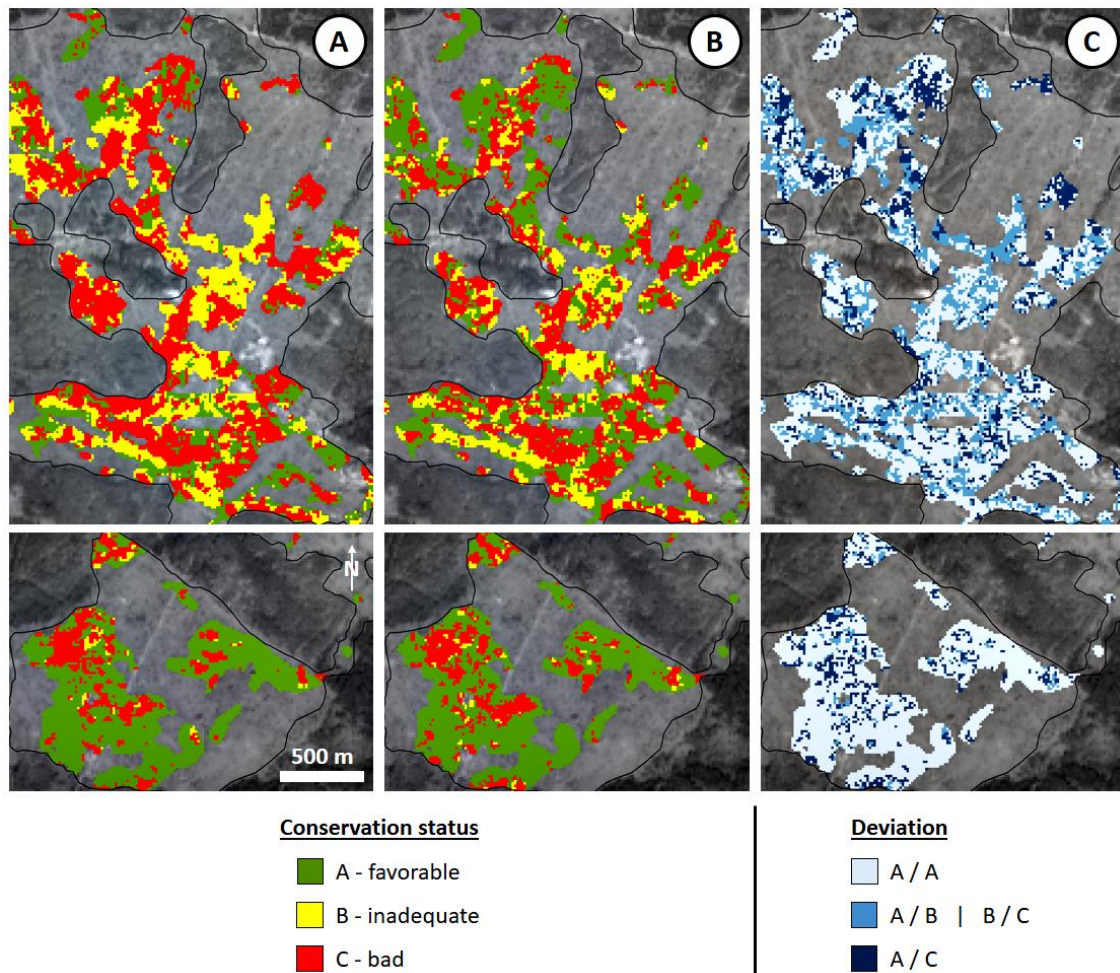 A
B
C
N
500 m
Conservation status
A - favorable
B - inadequate
C - bad
Deviation
A / A
A / B | B / C
A / C